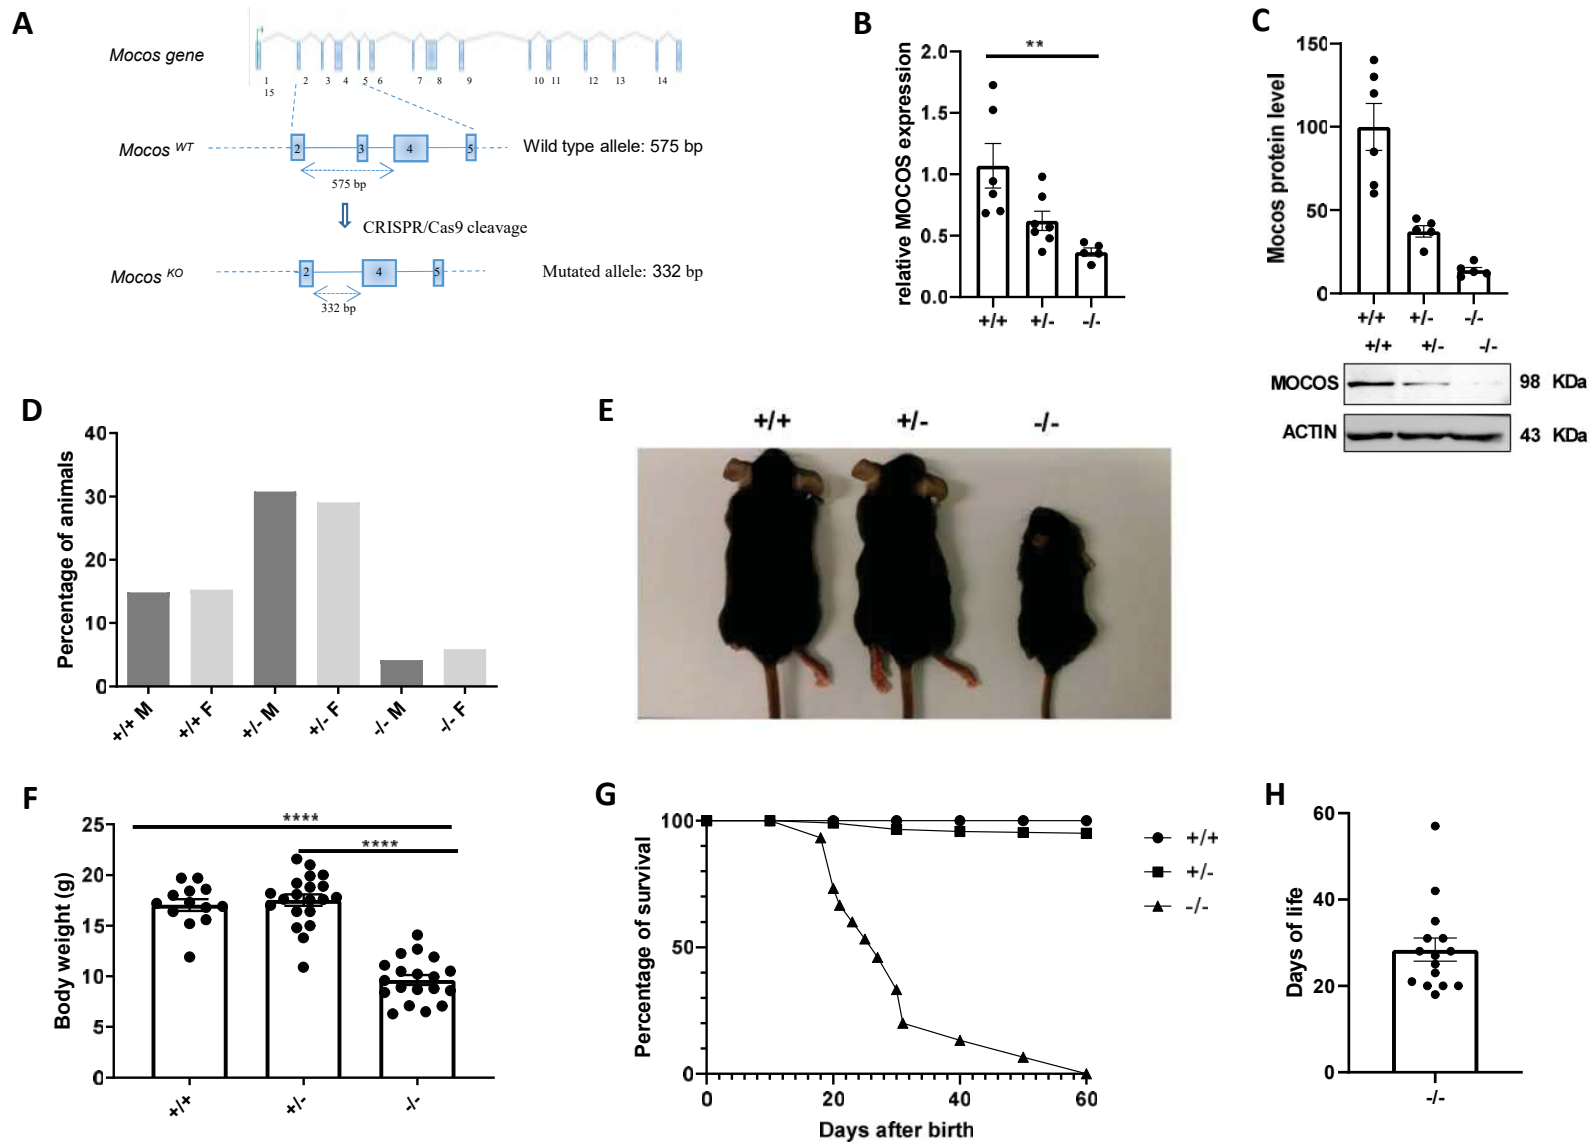 A
Mocos gene
1 2 3 4 5 6 7 8 9 10 11 12 13 14
15
Mocos WT
2 3 4 5
Wild type allele: 575 bp
575 bp
CRISPR/Cas9 cleavage
Mocos KO
2 4 5
Mutated allele: 332 bp
332 bp
B
relative MOCOS expression
2.0
1.5
1.0
0.5
0.0
**
+/+ +/- -/-
C
Mocos protein level
150
100
50
0
+/+ +/- -/-
+/+ +/- -/-
MOCOS 98 KDa
ACTIN 43 KDa
D
Percentage of animals
40
30
20
10
0
+/+ M +/+ F +/- M +/- F -/- M -/- F
E
+/+ +/- -/-
F
Body weight (g)
25
20
15
10
5
0
****
****
+/+ +/- -/-
G
Percentage of survival
100
50
0
0 20 40 60
Days after birth
+/+
+/-
-/-
H
Days of life
60
40
20
0
-/-